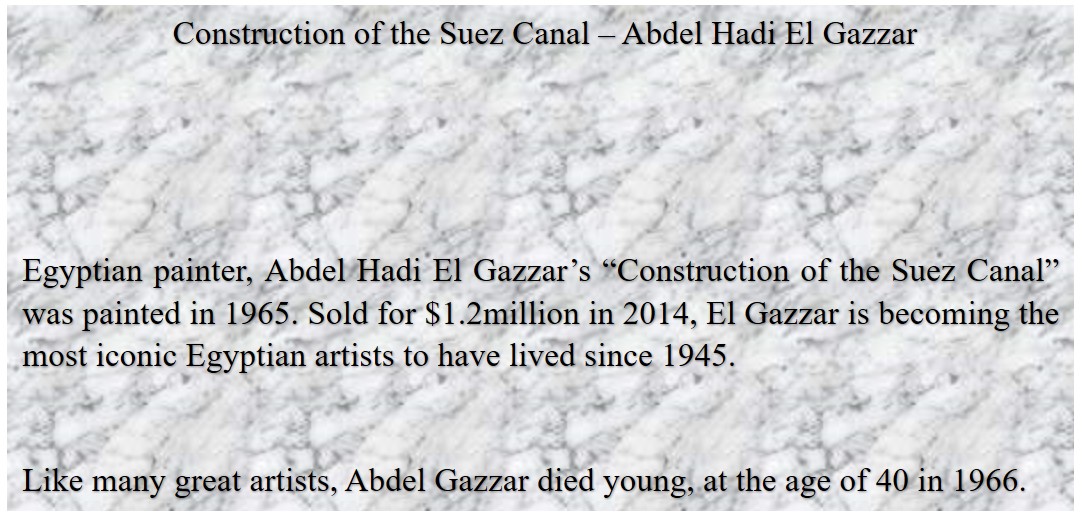 Construction of the Suez Canal – Abdel Hadi El Gazzar
Egyptian painter, Abdel Hadi El Gazzar’s “Construction of the Suez Canal”
was painted in 1965. Sold for $1.2million in 2014, El Gazzar is becoming the
most iconic Egyptian artists to have lived since 1945.
Like many great artists, Abdel Gazzar died young, at the age of 40 in 1966.